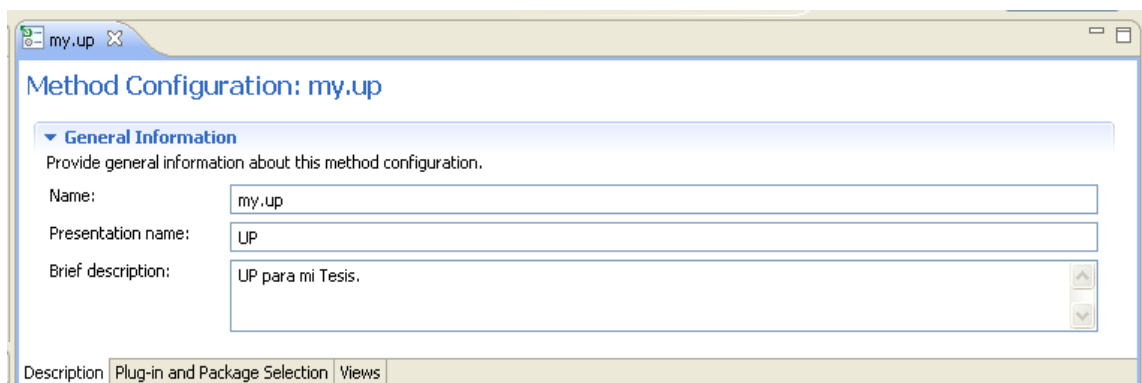 my.up
Method Configuration: my.up
General Information
Provide general information about this method configuration.
Name: my.up
Presentation name: UP
Brief description: UP para mi Tesis.
Description Plug-in and Package Selection Views